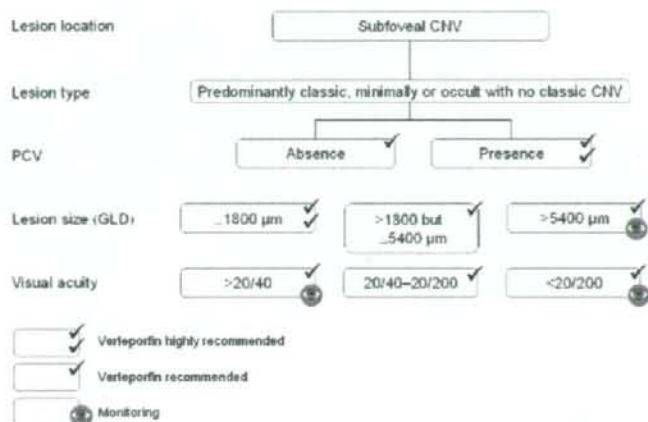 Lesion location
Subfoveal CNV
Lesion type
Predominantly classic, minimally or occult with no classic CNV
PCV
Absence
Presence
Lesion size (GLD)
..1800 µm
>1800 but
..5400 µm
>5400 µm
Visual acuity
>20/40
20/40–20/200
<20/200
Verteporfin highly recommended
Verteporfin recommended
Monitoring